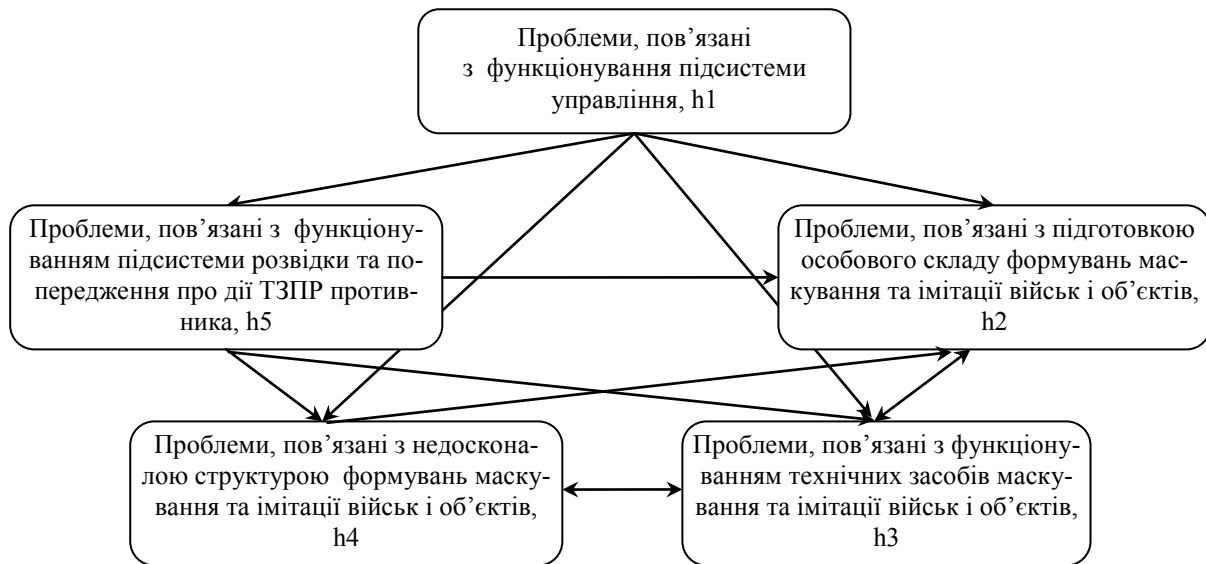 Проблеми, пов’язані
з функціонування підсистеми
управління, h1
Проблеми, пов’язані з функціону-
ванням підсистеми розвідки та по-
передження про дії ТЗПР против-
ника, h5
Проблеми, пов’язані з підготовкою
особового складу формувань мас-
кування та імітації військ і об’єктів,
h2
Проблеми, пов’язані з недоскона-
лою структурою формувань маску-
вання та імітації військ і об’єктів,
h4
Проблеми, пов’язані з функціону-
ванням технічних засобів маску-
вання та імітації військ і об’єктів,
h3